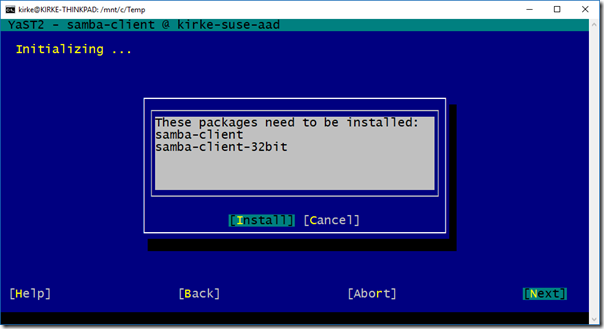 kirke@KIRKE-THINKPAD: /mnt/c/Temp
YaST2 - samba-client @ kirke-suse-aad
Initializing ...
These packages need to be installed:
samba-client
samba-client-32bit
[Install] [Cancel]
[Help] [Back] [Abort] [Next]